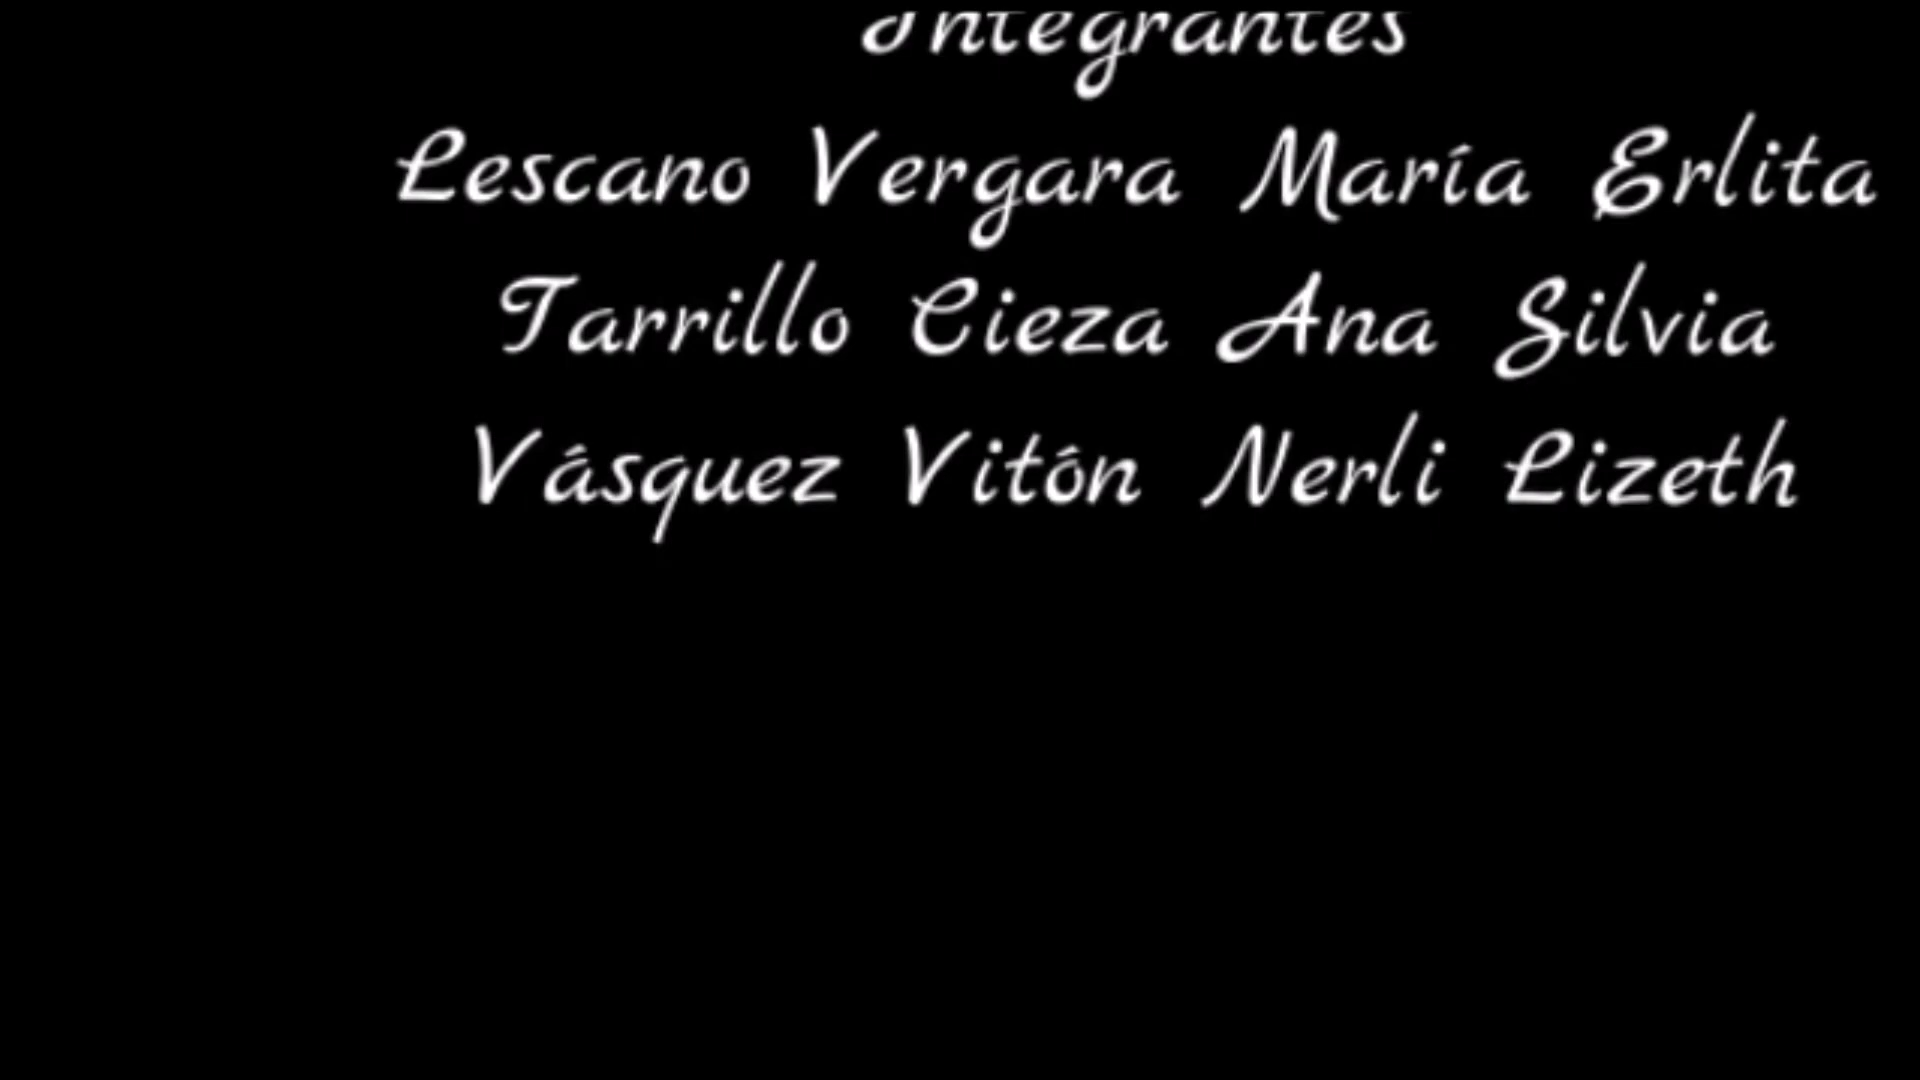 Integrantes
Lescano Vergara María Erlita
Tarrillo Cieza Ana Silvia
Vásquez Vitón Nerli Lizeth